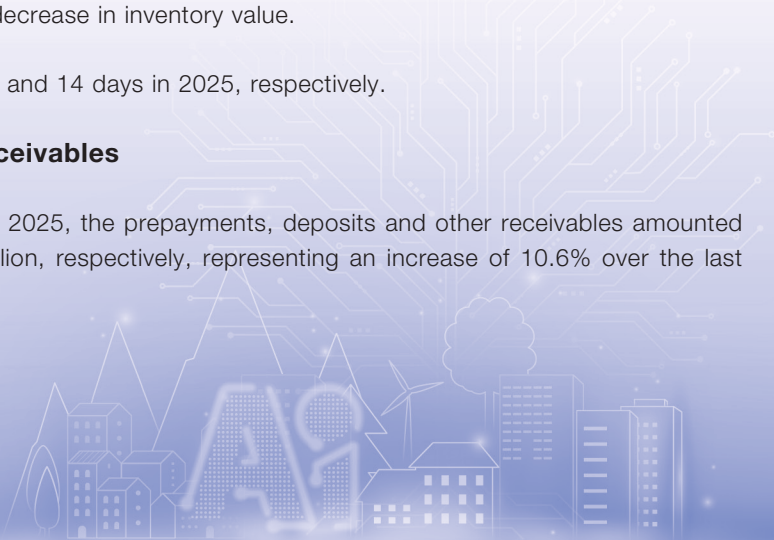 decrease in inventory value.
and 14 days in 2025, respectively.
ceivables
2025, the prepayments, deposits and other receivables amounted
lion, respectively, representing an increase of 10.6% over the last
Ai